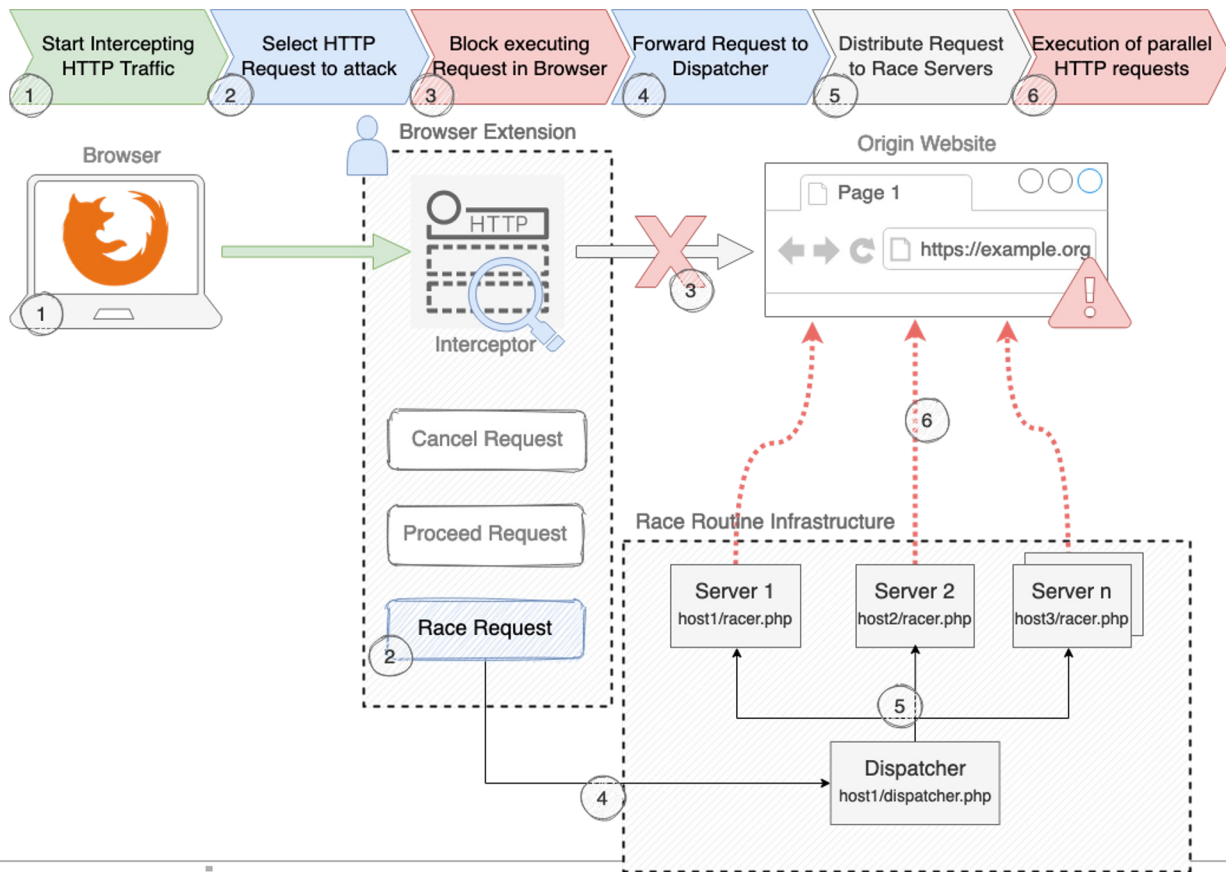 Start Intercepting
HTTP Traffic
1
Select HTTP
Request to attack
2
Block executing
Request in Browser
3
Forward Request to
Dispatcher
4
Distribute Request
to Race Servers
5
Execution of parallel
HTTP requests
6
Browser
1
Browser Extension
HTTP
Interceptor
3
Origin Website
Page 1
https://example.org
!
Cancel Request
Proceed Request
Race Request
2
6
Race Routine Infrastructure
Server 1
host1/racer.php
Server 2
host2/racer.php
Server n
host3/racer.php
5
Dispatcher
host1/dispatcher.php
4